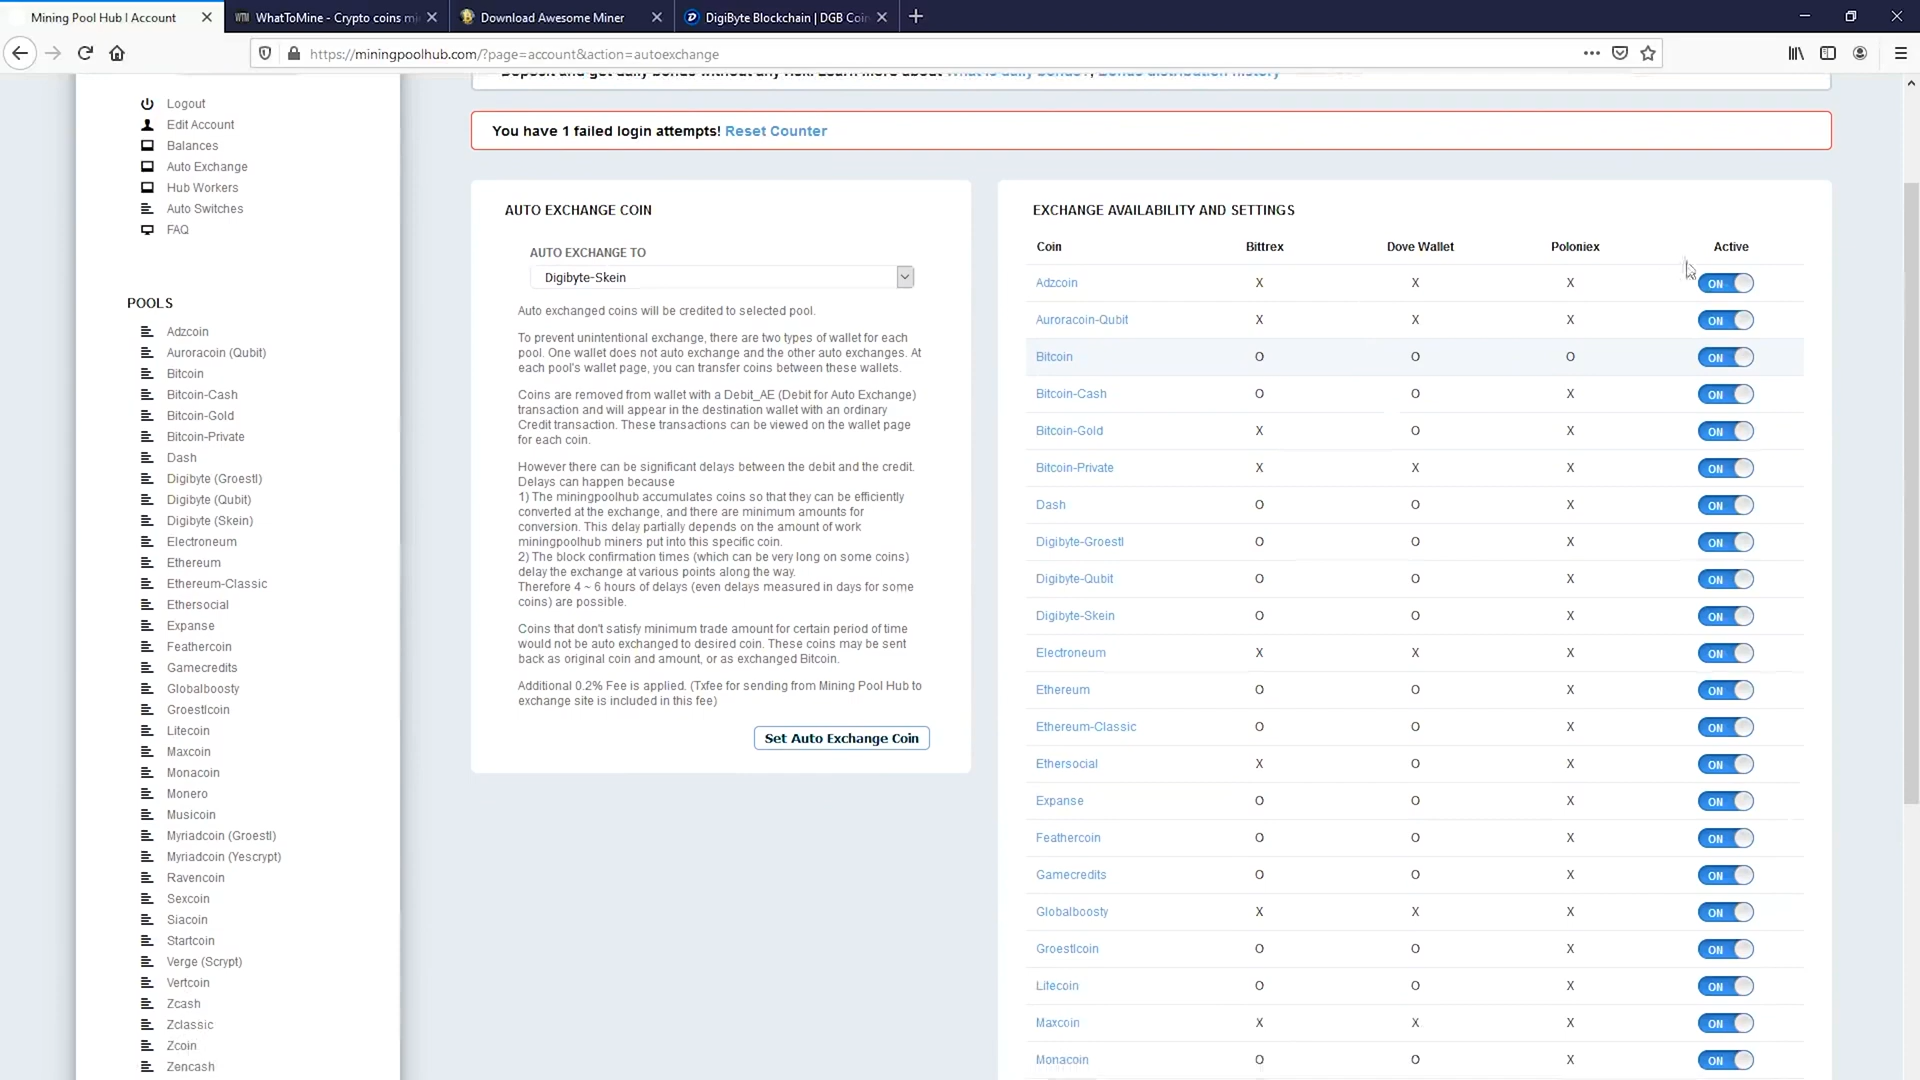 Mining Pool Hub | Account
WhatToMine - Crypto coins mi
Download Awesome Miner
DigiByte Blockchain | DGB Coin
https://miningpoolhub.com/?page=account&action=autoexchange
Deposit and get daily bonus without any risk. Learn more about What is daily bonus?, Bonus distribution history
You have 1 failed login attempts! Reset Counter
Logout
Edit Account
Balances
Auto Exchange
Hub Workers
Auto Switches
FAQ
POOLS
Adzcoin
Auroracoin (Qubit)
Bitcoin
Bitcoin-Cash
Bitcoin-Gold
Bitcoin-Private
Dash
Digibyte (Groestl)
Digibyte (Qubit)
Digibyte (Skein)
Electroneum
Ethereum
Ethereum-Classic
Ethersocial
Expanse
Feathercoin
Gamecredits
Globalboosty
Groestlcoin
Litecoin
Maxcoin
Monacoin
Monero
Musicoin
Myriadcoin (Groestl)
Myriadcoin (Yescrypt)
Ravencoin
Sexcoin
Siacoin
Startcoin
Verge (Scrypt)
Vertcoin
Zcash
Zclassic
Zcoin
Zencash
AUTO EXCHANGE COIN
AUTO EXCHANGE TO
Digibyte-Skein
Auto exchanged coins will be credited to selected pool.
To prevent unintentional exchange, there are two types of wallet for each
pool. One wallet does not auto exchange and the other auto exchanges. At
each pool's wallet page, you can transfer coins between these wallets.
Coins are removed from wallet with a Debit_AE (Debit for Auto Exchange)
transaction and will appear in the destination wallet with an ordinary
Credit transaction. These transactions can be viewed on the wallet page
for each coin.
However there can be significant delays between the debit and the credit.
Delays can happen because
1) The miningpoolhub accumulates coins so that they can be efficiently
converted at the exchange, and there are minimum amounts for
conversion. This delay partially depends on the amount of work
miningpoolhub miners put into this specific coin.
2) The block confirmation times (which can be very long on some coins)
delay the exchange at various points along the way.
Therefore 4 ~ 6 hours of delays (even delays measured in days for some
coins) are possible.
Coins that don't satisfy minimum trade amount for certain period of time
would not be auto exchanged to desired coin. These coins may be sent
back as original coin and amount, or as exchanged Bitcoin.
Additional 0.2% Fee is applied. (Txfee for sending from Mining Pool Hub to
exchange site is included in this fee)
Set Auto Exchange Coin
EXCHANGE AVAILABILITY AND SETTINGS
Coin Bittrex Dove Wallet Poloniex Active
Adzcoin X X X ON
Auroracoin-Qubit X X X ON
Bitcoin O O O ON
Bitcoin-Cash O O X ON
Bitcoin-Gold X O X ON
Bitcoin-Private X X X ON
Dash O O X ON
Digibyte-Groestl O O X ON
Digibyte-Qubit O O X ON
Digibyte-Skein O O X ON
Electroneum X X X ON
Ethereum O O X ON
Ethereum-Classic O O X ON
Ethersocial X O X ON
Expanse O O X ON
Feathercoin O O X ON
Gamecredits O O X ON
Globalboosty X X X ON
Groestlcoin O O X ON
Litecoin O O X ON
Maxcoin X X X ON
Monacoin O O X ON